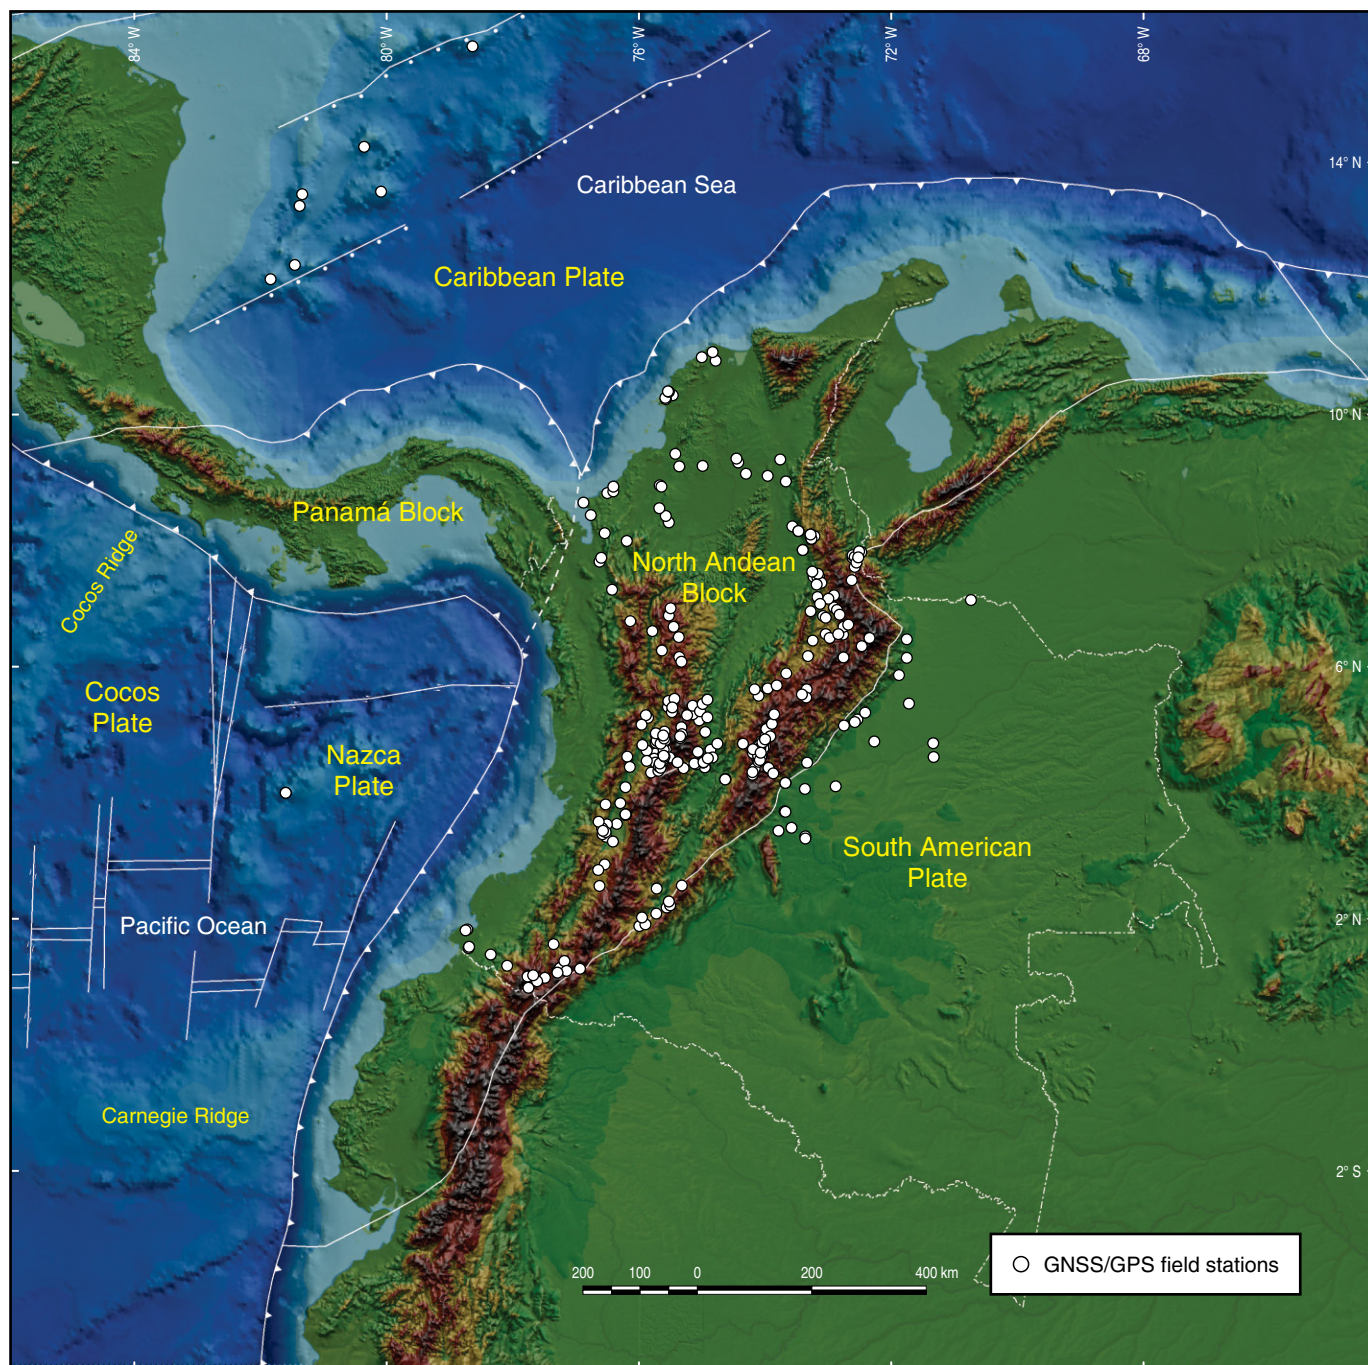 84° W
80° W
76° W
72° W
68° W
14° N
Caribbean Sea
Caribbean Plate
10° N
Panamá Block
Cocos Ridge
North Andean
Block
6° N
Cocos
Plate
Nazca
Plate
South American
Plate
Pacific Ocean
2° N
Carnegie Ridge
2° S
200 100 0 200 400 km
GNSS/GPS field stations